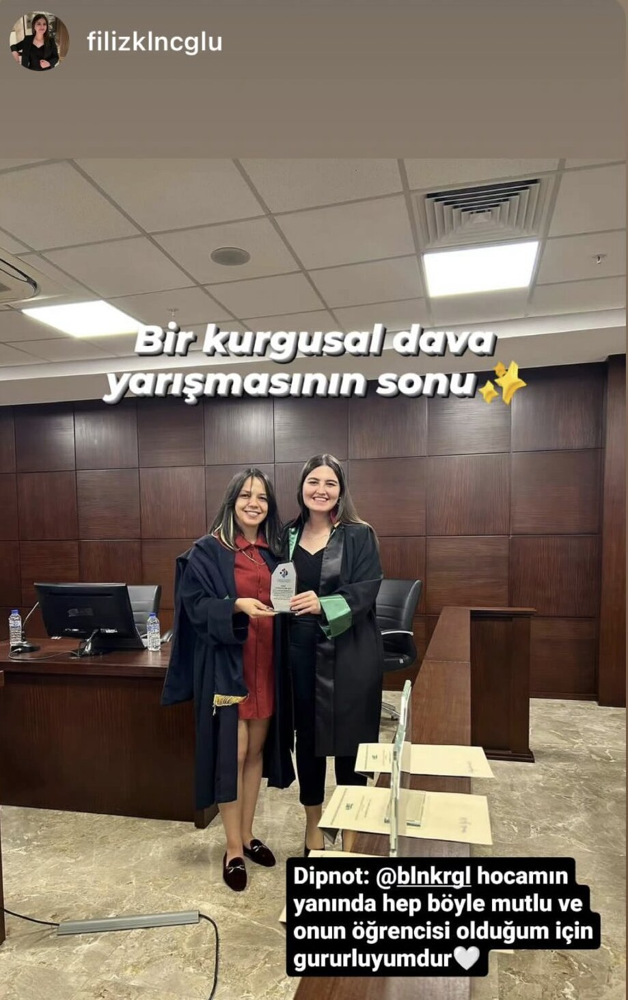 filizklncglu
Bir kurgusal dava
yarışmasının sonu✨
Dipnot: @blnkrgl hocamın
yanında hep böyle mutlu ve
onun öğrencisi olduğum için
gururluyumdur🤍